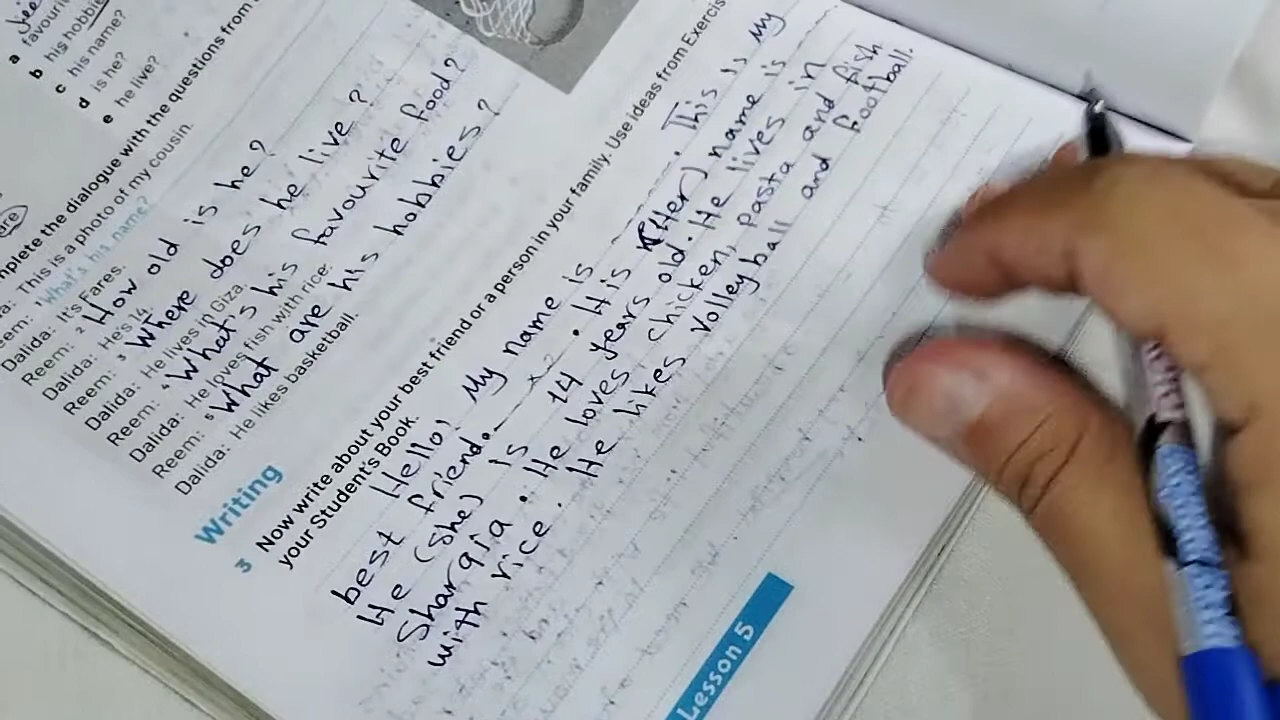 favourite
his hobbies?
a
b his name?
c is he?
d he live?
e
complete the dialogue with the questions from
This is a photo of my cousin.
1 What's his name?
Dalida: It's Fares.
Reem: 2 How old is he?
Dalida: He's 14.
Reem: 3 Where does he live?
Dalida: He lives in Giza.
Reem: 4 What's his favourite food?
Dalida: He loves fish with rice.
Reem: 5 What are his hobbies?
Dalida: He likes basketball.
Writing
3 Now write about your best friend or a person in your family. Use ideas from Exercise
your Student's Book.
Hello, My name is . This is My
best friend. . His (Her) name is
He (she) is 14 years old. He lives in
Sharqia. He loves chicken, Pasta and fish
with rice. He likes Volleyball and football.
Lesson 5